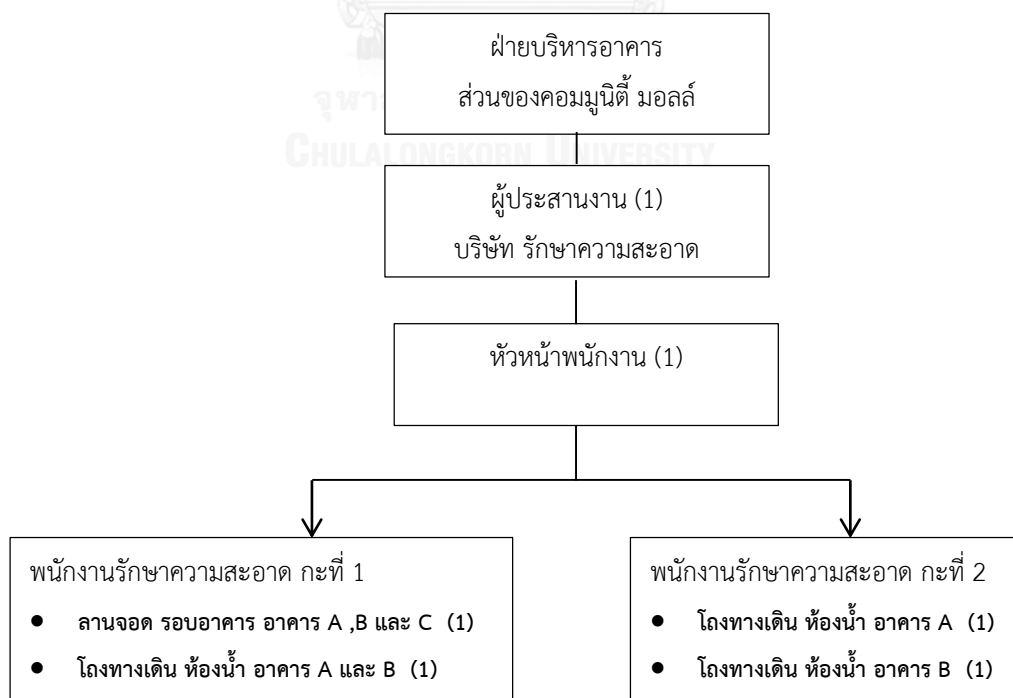 ฝ่ายบริหารอาคาร
ส่วนของคอมมูนิตี้ มอลล์
จุฬา
CHULALONGKORN UNIVERSITY
ผู้ประสานงาน (1)
บริษัท รักษาความสะอาด
หัวหน้าพนักงาน (1)
พนักงานรักษาความสะอาด กะที่ 1
● ลานจอด รอบอาคาร อาคาร A ,B และ C (1)
● โถงทางเดิน ห้องน้ำ อาคาร A และ B (1)
พนักงานรักษาความสะอาด กะที่ 2
● โถงทางเดิน ห้องน้ำ อาคาร A (1)
● โถงทางเดิน ห้องน้ำ อาคาร B (1)